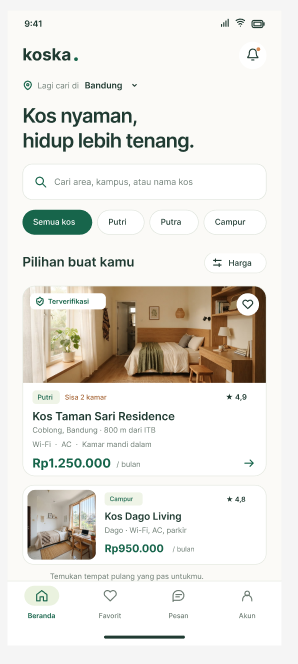 9:41
koska.
Lagi cari di Bandung
Kos nyaman,
hidup lebih tenang.
Cari area, kampus, atau nama kos
Semua kos Putri Putra Campur
Pilihan buat kamu Harga
Terverifikasi
Putri Sisa 2 kamar ★ 4,9
Kos Taman Sari Residence
Coblong, Bandung · 800 m dari ITB
Wi-Fi · AC · Kamar mandi dalam
Rp1.250.000 / bulan →
Campur ★ 4,8
Kos Dago Living
Dago · Wi-Fi, AC, parkir
Rp950.000 / bulan
Temukan tempat pulang yang pas untukmu.
Beranda Favorit Pesan Akun